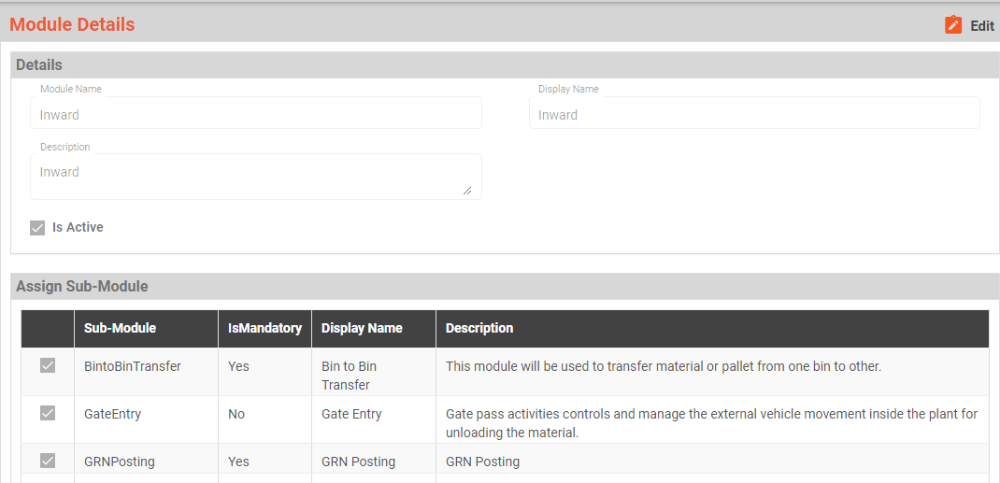 Module Details
Edit
Details
Module Name
Display Name
Inward
Inward
Description
Inward
Is Active
Assign Sub-Module
Sub-Module IsMandatory Display Name Description
BintoBinTransfer Yes Bin to Bin Transfer This module will be used to transfer material or pallet from one bin to other.
GateEntry No Gate Entry Gate pass activities controls and manage the external vehicle movement inside the plant for
unloading the material.
GRNPosting Yes GRN Posting GRN Posting